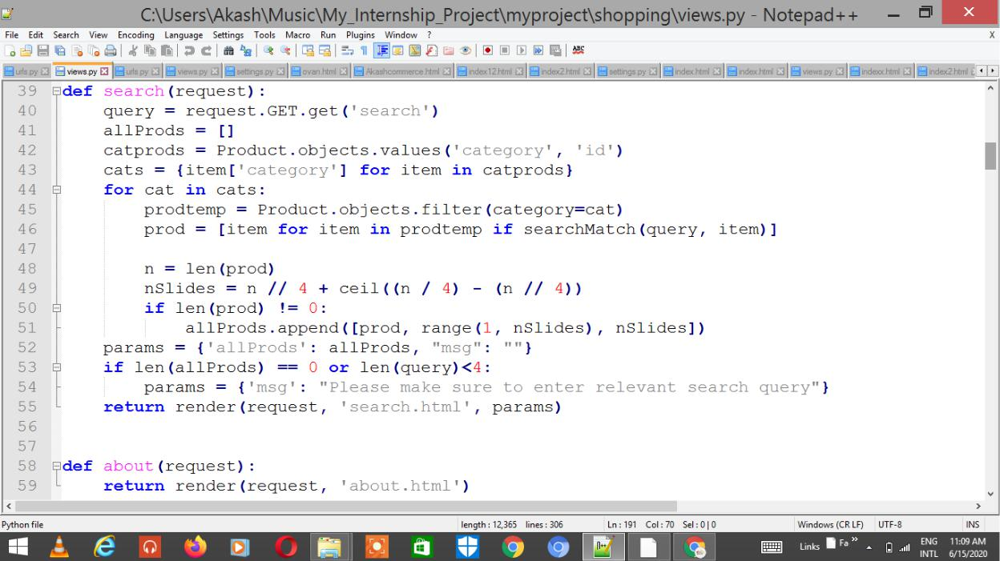 C:\Users\Akash\Music\My_Internship_Project\myproject\shopping\views.py - Notepad++
File Edit Search View Encoding Language Settings Tools Macro Run Plugins Window ? X
urls.py views.py urls.py views.py settings.py ovan.html Akashcommerce.html index12.html index2.html settings.py index.html index.html views.py indexx.html index2.html
39 def search(request):
40 query = request.GET.get('search')
41 allProds = []
42 catprods = Product.objects.values('category', 'id')
43 cats = {item['category'] for item in catprods}
44 for cat in cats:
45 prodtemp = Product.objects.filter(category=cat)
46 prod = [item for item in prodtemp if searchMatch(query, item)]
47
48 n = len(prod)
49 nSlides = n // 4 + ceil((n / 4) - (n // 4))
50 if len(prod) != 0:
51 allProds.append([prod, range(1, nSlides), nSlides])
52 params = {'allProds': allProds, "msg": ""}
53 if len(allProds) == 0 or len(query)<4:
54 params = {'msg': "Please make sure to enter relevant search query"}
55 return render(request, 'search.html', params)
56
57
58 def about(request):
59 return render(request, 'about.html')
Python file length : 12,365 lines : 306 Ln : 191 Col : 70 Sel : 0 | 0 Windows (CR LF) UTF-8 INS
Links Fa » ENG 11:09 AM
INTL 6/15/2020